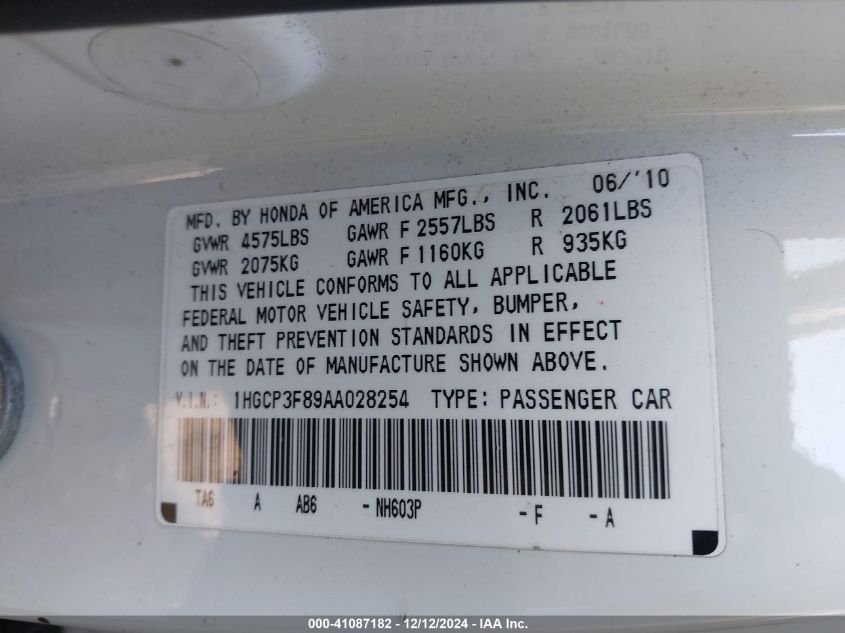 MFD. BY HONDA OF AMERICA MFG., INC. 06/'10
GVWR 4575LBS GAWR F 2557LBS R 2061LBS
GVWR 2075KG GAWR F 1160KG R 935KG
THIS VEHICLE CONFORMS TO ALL APPLICABLE
FEDERAL MOTOR VEHICLE SAFETY, BUMPER,
AND THEFT PREVENTION STANDARDS IN EFFECT
ON THE DATE OF MANUFACTURE SHOWN ABOVE.
V.I.N.: 1HGCP3F89AA028254 TYPE: PASSENGER CAR
TA6 A AB6 -NH603P -F -A
000-41087182 - 12/12/2024 - IAA Inc.